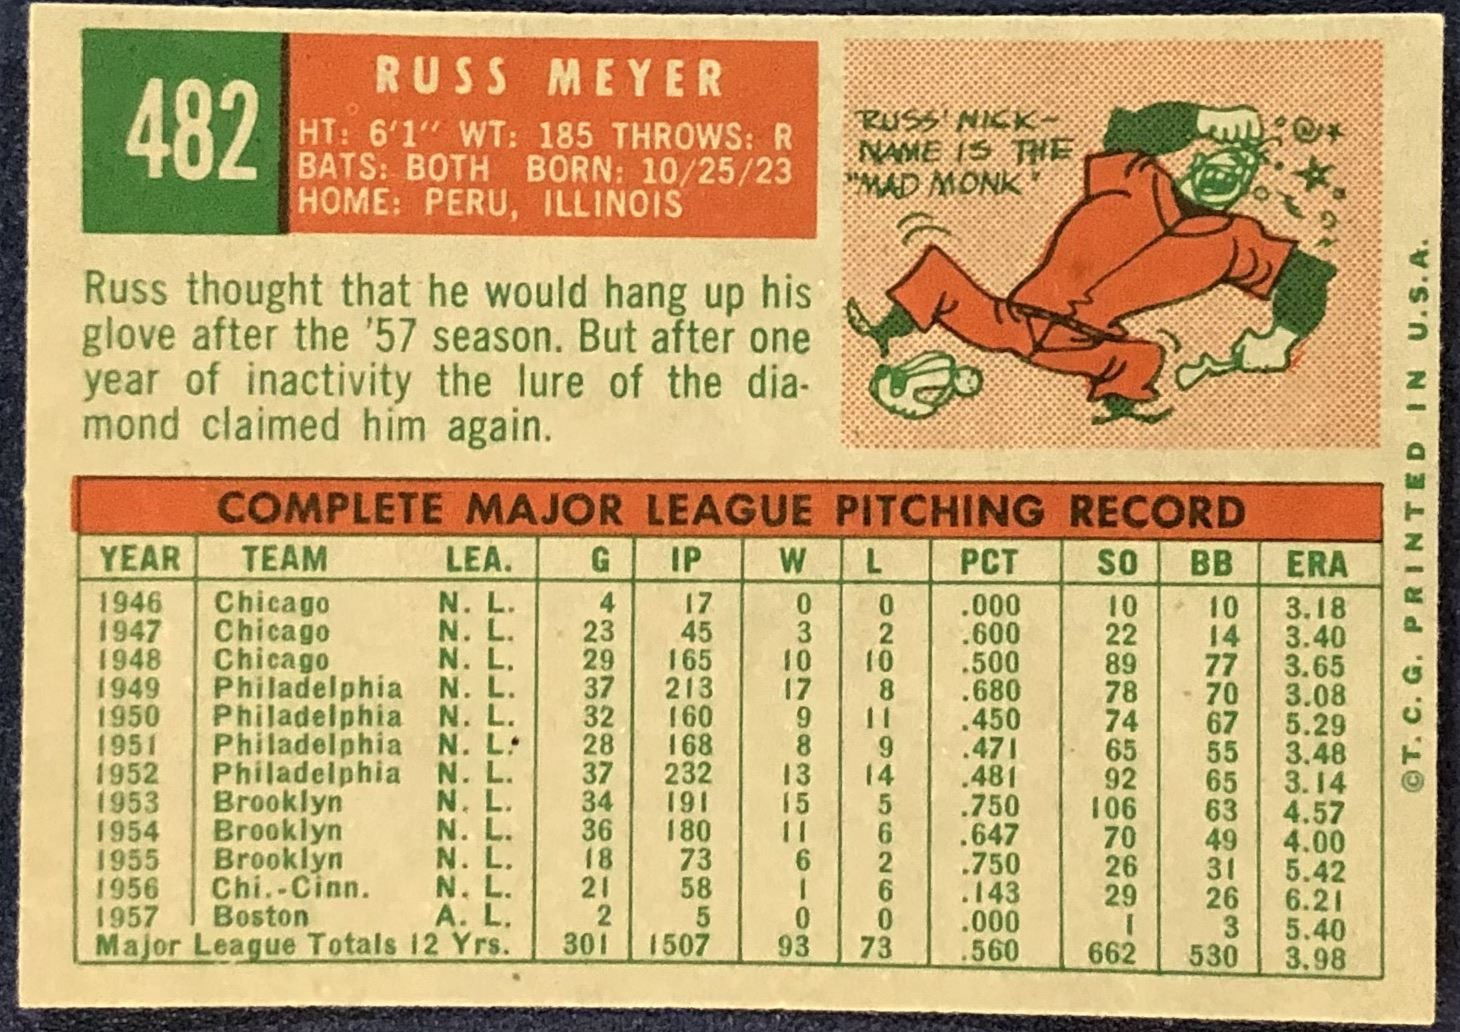 482
RUSS MEYER
HT: 6'1" WT: 185 THROWS: R
BATS: BOTH BORN: 10/25/23
HOME: PERU, ILLINOIS
RUSS' NICK-
NAME IS THE
"MAD MONK"
@
Russ thought that he would hang up his
glove after the '57 season. But after one
year of inactivity the lure of the dia-
mond claimed him again.
COMPLETE MAJOR LEAGUE PITCHING RECORD
YEAR TEAM LEA. G IP W L PCT SO BB ERA
1946 Chicago N. L. 4 17 0 0 .000 10 10 3.18
1947 Chicago N. L. 23 45 3 2 .600 22 14 3.40
1948 Chicago N. L. 29 165 10 10 .500 89 77 3.65
1949 Philadelphia N. L. 37 213 17 8 .680 78 70 3.08
1950 Philadelphia N. L. 32 160 9 11 .450 74 67 5.29
1951 Philadelphia N. L. 28 168 8 9 .471 65 55 3.48
1952 Philadelphia N. L. 37 232 13 14 .481 92 65 3.14
1953 Brooklyn N. L. 34 191 15 5 .750 106 63 4.57
1954 Brooklyn N. L. 36 180 11 6 .647 70 49 4.00
1955 Brooklyn N. L. 18 73 6 2 .750 26 31 5.42
1956 Chi.-Cinn. N. L. 21 58 1 6 .143 29 26 6.21
1957 Boston A. L. 2 5 0 0 .000 1 3 5.40
Major League Totals 12 Yrs. 301 1507 93 73 .560 662 530 3.98
©T. C. G. PRINTED IN U.S.A.